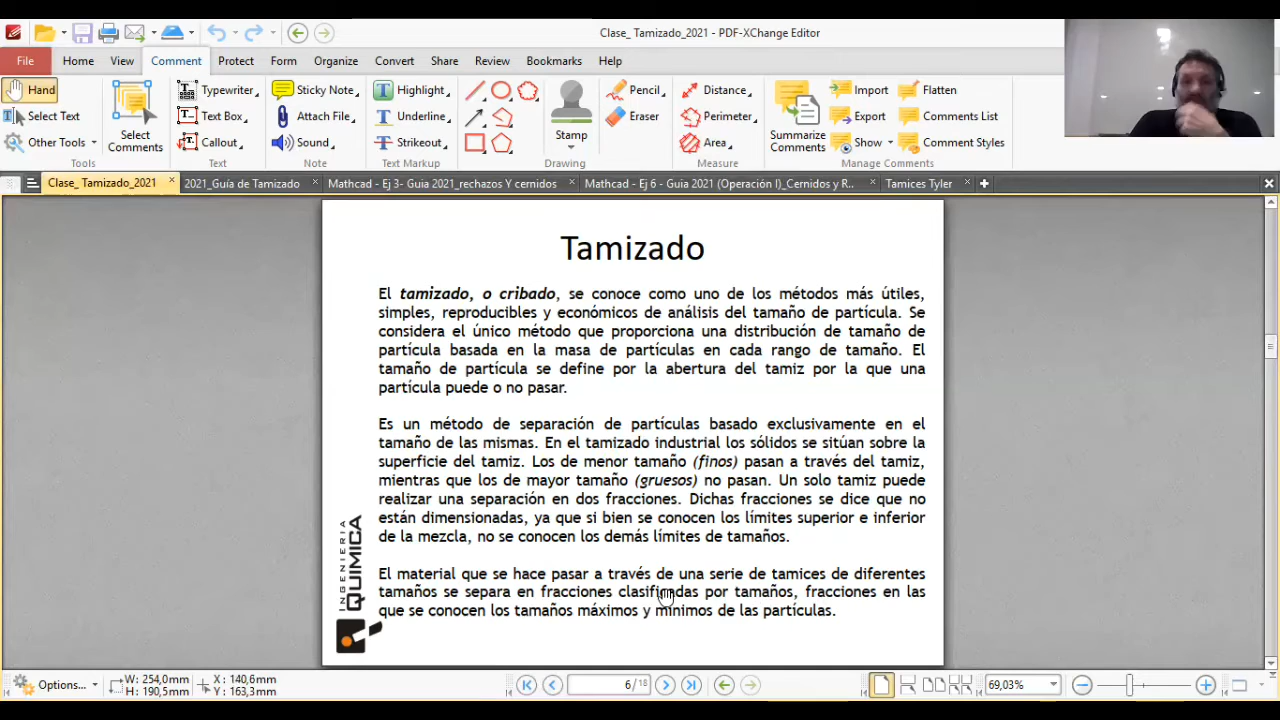 Clase_ Tamizado_2021 - PDF-XChange Editor
File Home View Comment Protect Form Organize Convert Share Review Bookmarks Help
Hand
Select Text
Other Tools
Tools
Select Comments
Typewriter
Text Box
Callout
Text
Sticky Note
Attach File
Sound
Note
Highlight
Underline
Strikeout
Text Markup
Drawing
Stamp
Pencil
Eraser
Distance
Perimeter
Area
Measure
Summarize Comments
Import
Export
Show
Flatten
Comments List
Comment Styles
Manage Comments
Clase_ Tamizado_2021
2021_Guía de Tamizado
Mathcad - Ej 3- Guia 2021_rechazos Y cernidos
Mathcad - Ej 6 - Guia 2021 (Operación I)_Cernidos y R..
Tamices Tyler
Tamizado
El tamizado, o cribado, se conoce como uno de los métodos más útiles,
simples, reproducibles y económicos de análisis del tamaño de partícula. Se
considera el único método que proporciona una distribución de tamaño de
partícula basada en la masa de partículas en cada rango de tamaño. El
tamaño de partícula se define por la abertura del tamiz por la que una
partícula puede o no pasar.
Es un método de separación de partículas basado exclusivamente en el
tamaño de las mismas. En el tamizado industrial los sólidos se sitúan sobre la
superficie del tamiz. Los de menor tamaño (finos) pasan a través del tamiz,
mientras que los de mayor tamaño (gruesos) no pasan. Un solo tamiz puede
realizar una separación en dos fracciones. Dichas fracciones se dice que no
están dimensionadas, ya que si bien se conocen los límites superior e inferior
de la mezcla, no se conocen los demás límites de tamaños.
El material que se hace pasar a través de una serie de tamices de diferentes
tamaños se separa en fracciones clasificadas por tamaños, fracciones en las
que se conocen los tamaños máximos y mínimos de las partículas.
INGENIERIA
QUIMICA
Options...
W: 254,0mm
H: 190,5mm
X: 140,6mm
Y: 163,3mm
6/18
69,03%